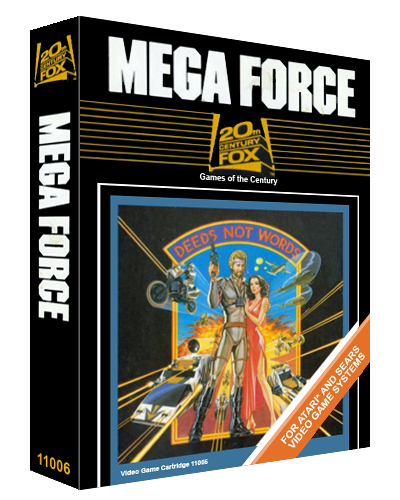 20th
CENTURY
FOX
MEGA FORCE
11006
MEGA FORCE
20th
CENTURY
FOX
Games of the Century
DEEDS NOT WORDS
FOR ATARI® AND SEARS
VIDEO GAME SYSTEMS
Video Game Cartridge 11006